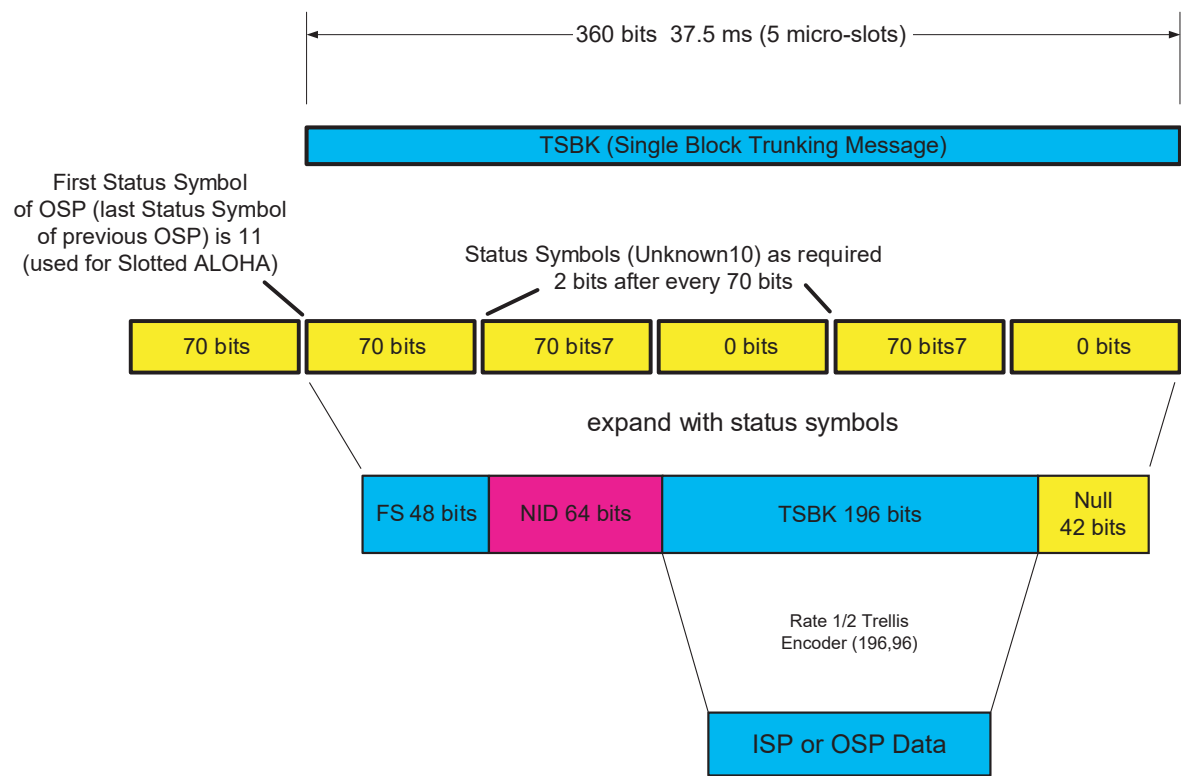 360 bits 37.5 ms (5 micro-slots)
TSBK (Single Block Trunking Message)
First Status Symbol
of OSP (last Status Symbol
of previous OSP) is 11
(used for Slotted ALOHA)
Status Symbols (Unknown10) as required
2 bits after every 70 bits
70 bits
70 bits
70 bits7
0 bits
70 bits7
0 bits
expand with status symbols
FS 48 bits
NID 64 bits
TSBK 196 bits
Null
42 bits
Rate 1/2 Trellis
Encoder (196,96)
ISP or OSP Data